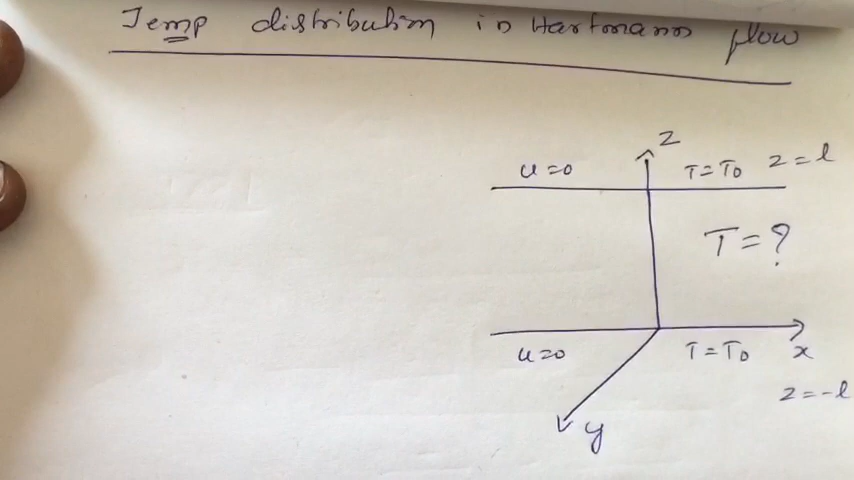 Temp distribution in Hartmann flow
z
u=0 T=T0 z=l
T=?
u=0 T=T0 x
z=-l
y